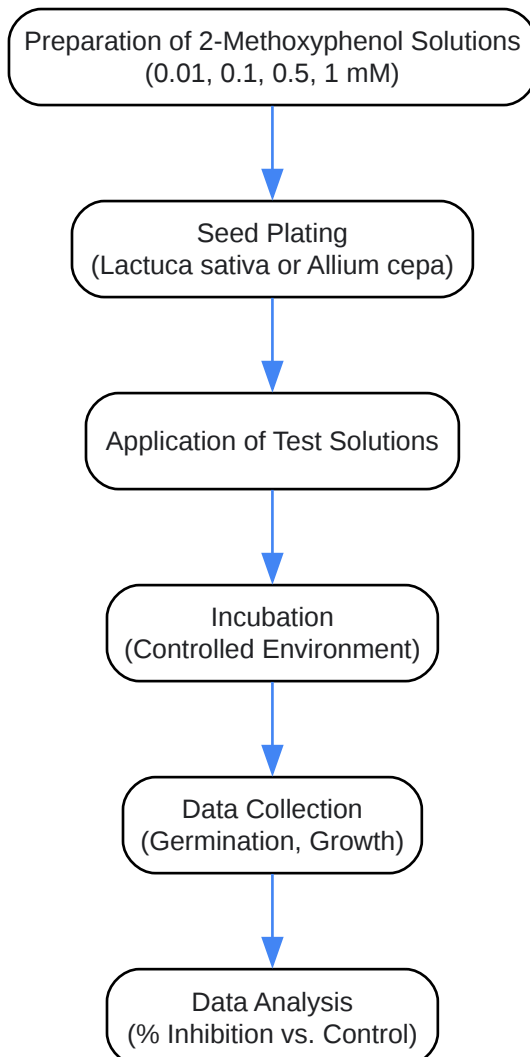 Preparation of 2-Methoxyphenol Solutions
(0.01, 0.1, 0.5, 1 mM)
Seed Plating
(Lactuca sativa or Allium cepa)
Application of Test Solutions
Incubation
(Controlled Environment)
Data Collection
(Germination, Growth)
Data Analysis
(% Inhibition vs. Control)